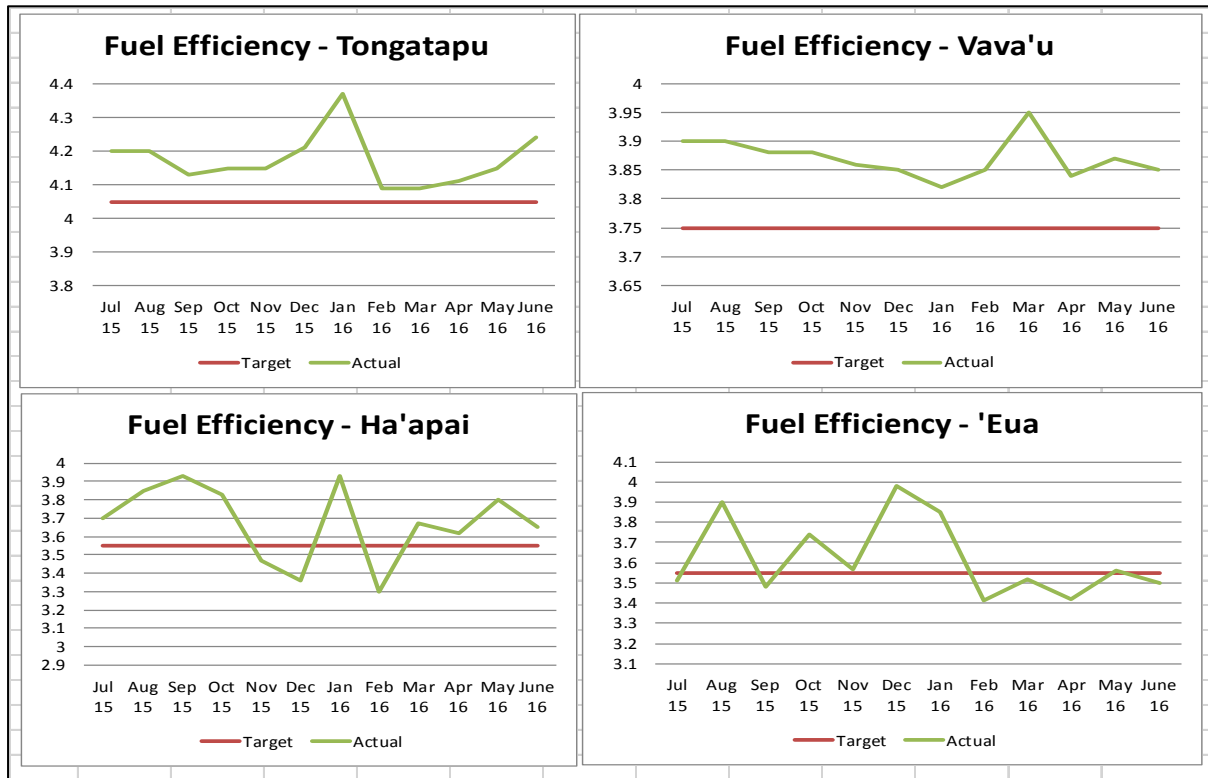 Fuel Efficiency - Tongatapu
4.4
4.3
4.2
4.1
4
3.9
3.8
Jul Aug Sep Oct Nov Dec Jan Feb Mar Apr May June
15 15 15 15 15 15 16 16 16 16 16 16
Target Actual
Fuel Efficiency - Vava'u
4
3.95
3.9
3.85
3.8
3.75
3.7
3.65
Jul Aug Sep Oct Nov Dec Jan Feb Mar Apr May June
15 15 15 15 15 15 16 16 16 16 16 16
Target Actual
Fuel Efficiency - Ha'apai
4
3.9
3.8
3.7
3.6
3.5
3.4
3.3
3.2
3.1
3
2.9
Jul Aug Sep Oct Nov Dec Jan Feb Mar Apr May June
15 15 15 15 15 15 16 16 16 16 16 16
Target Actual
Fuel Efficiency - 'Eua
4.1
4
3.9
3.8
3.7
3.6
3.5
3.4
3.3
3.2
3.1
Jul Aug Sep Oct Nov Dec Jan Feb Mar Apr May June
15 15 15 15 15 15 16 16 16 16 16 16
Target Actual